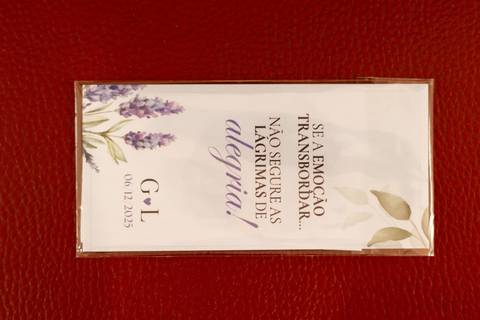 SE A EMOÇÃO
TRANSBORDAR...
NÃO SEGURE AS
LÁGRIMAS DE
alegria!
G♥L
06/12/2025